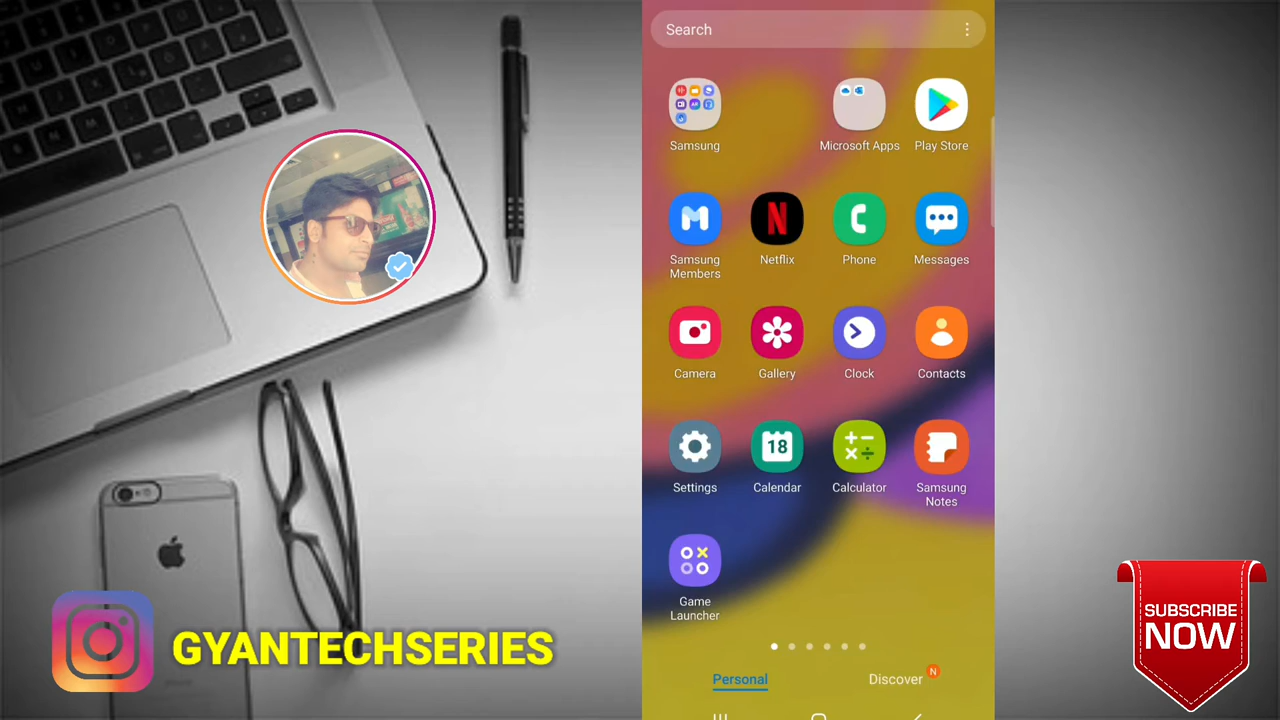 Search
Samsung
Microsoft Apps
Play Store
Samsung
Members
Netflix
Phone
Messages
Camera
Gallery
Clock
Contacts
Settings
18
Calendar
Calculator
Samsung
Notes
Game
Launcher
Personal
Discover
N
GYANTECHSERIES
SUBSCRIBE
NOW